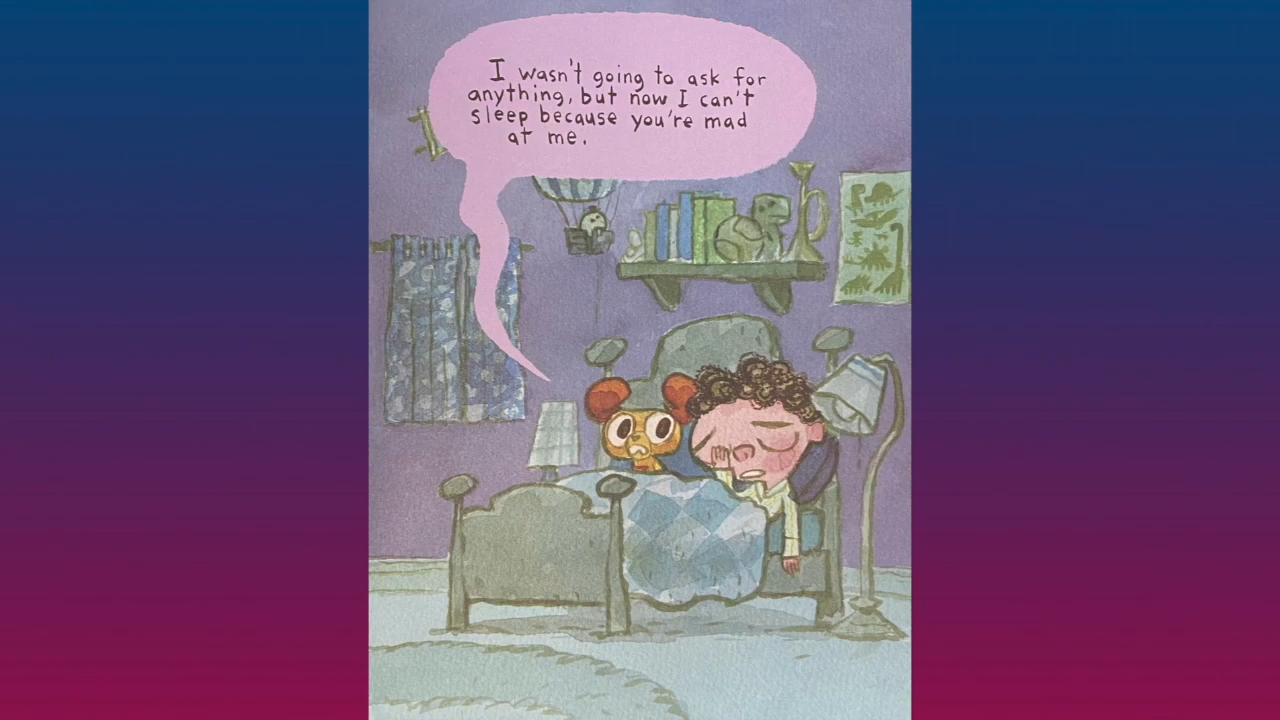 I wasn't going to ask for
anything, but now I can't
sleep because you're mad
at me.